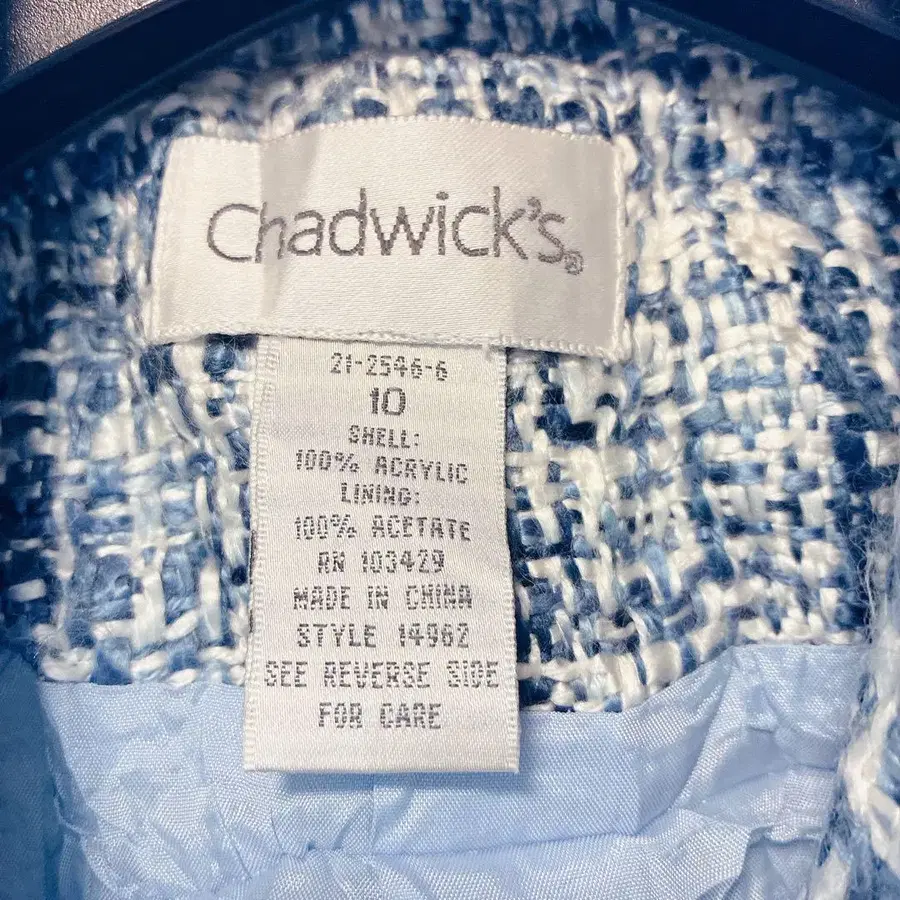 Chadwick's®
21-2546-6
10
SHELL:
100% ACRYLIC
LINING:
100% ACETATE
RN 103429
MADE IN CHINA
STYLE 14962
SEE REVERSE SIDE
FOR CARE